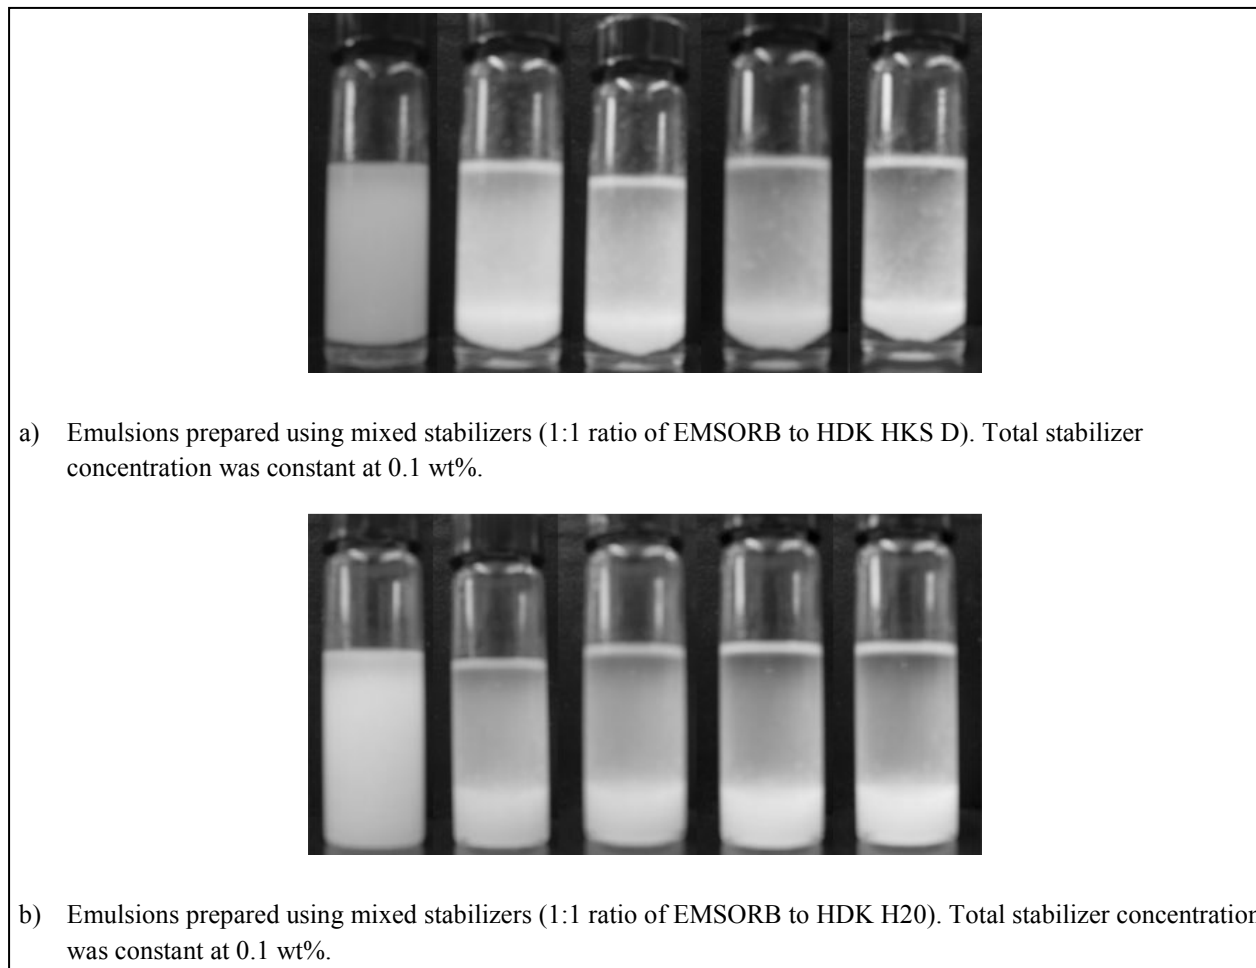 a) Emulsions prepared using mixed stabilizers (1:1 ratio of EMSORB to HDK HKS D). Total stabilizer
concentration was constant at 0.1 wt%.
b) Emulsions prepared using mixed stabilizers (1:1 ratio of EMSORB to HDK H20). Total stabilizer concentration
was constant at 0.1 wt%.